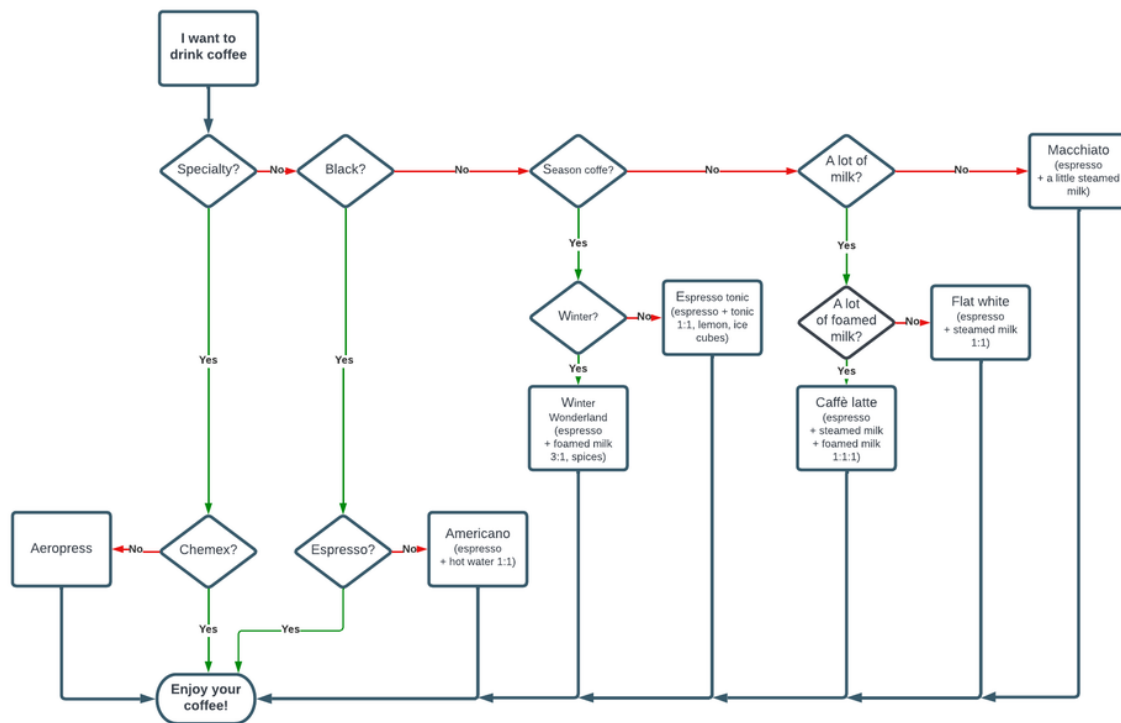 I want to
drink coffee
Specialty?
No
Black?
No
Season coffe?
No
A lot of
milk?
No
Macchiato
(espresso
+ a little steamed
milk)
Yes
Yes
Winter?
No
Espresso tonic
(espresso + tonic
1:1, lemon, ice
cubes)
A lot
of foamed
milk?
No
Flat white
(espresso
+ steamed milk
1:1)
Yes
Yes
Yes
Yes
Winter
Wonderland
(espresso
+ foamed milk
3:1, spices)
Caffè latte
(espresso
+ steamed milk
+ foamed milk
1:1:1)
Aeropress
No
Chemex?
Espresso?
No
Americano
(espresso
+ hot water 1:1)
Yes
Yes
Enjoy your
coffee!